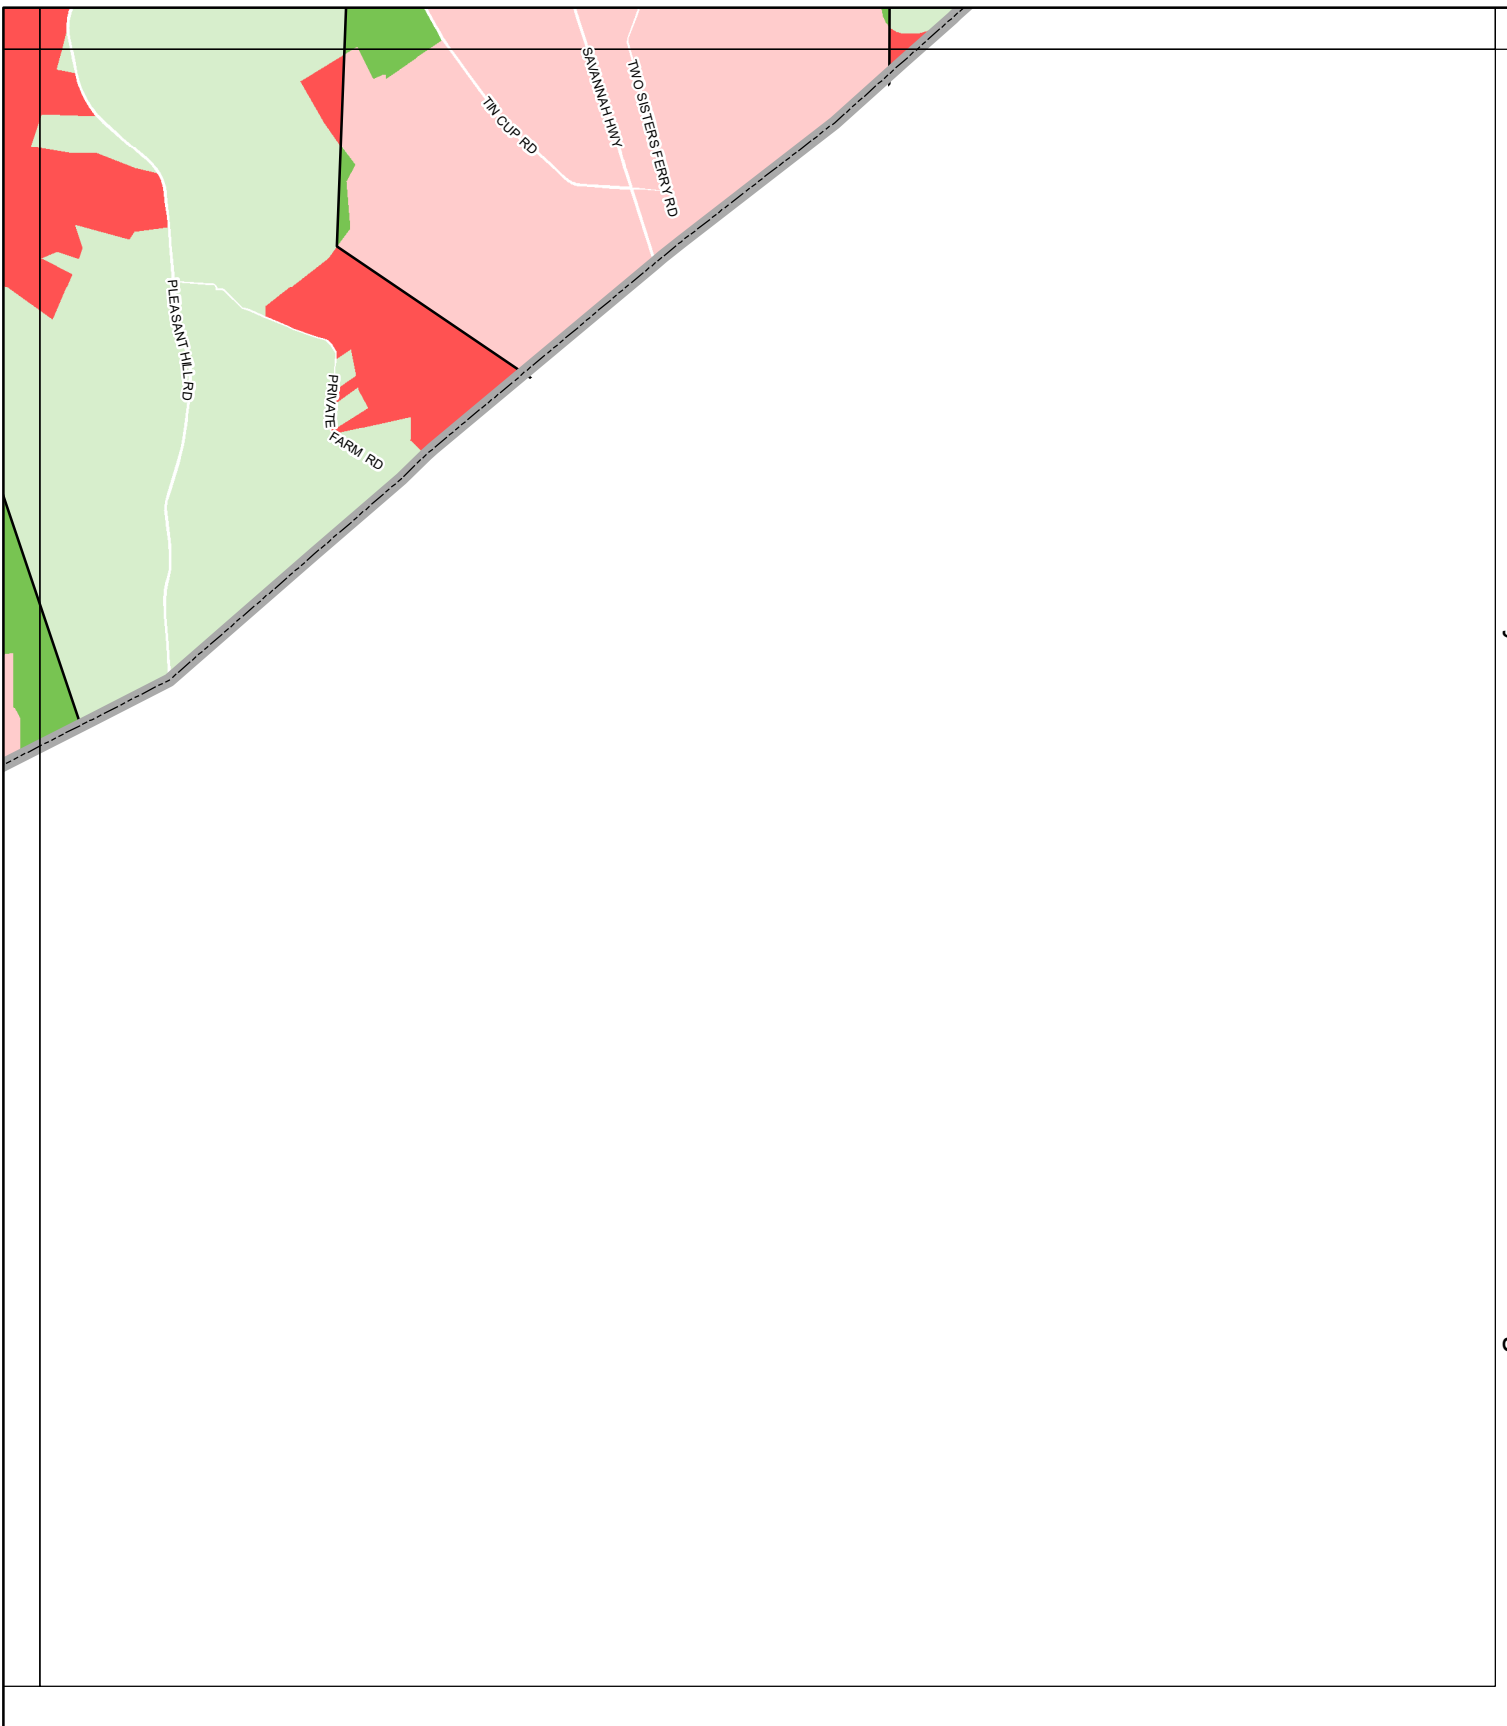 SAVANNAH HWY
TWO SISTERS FERRY RD
TIN CUP RD
PLEASANT HILL RD
PRIVATE
FARM RD